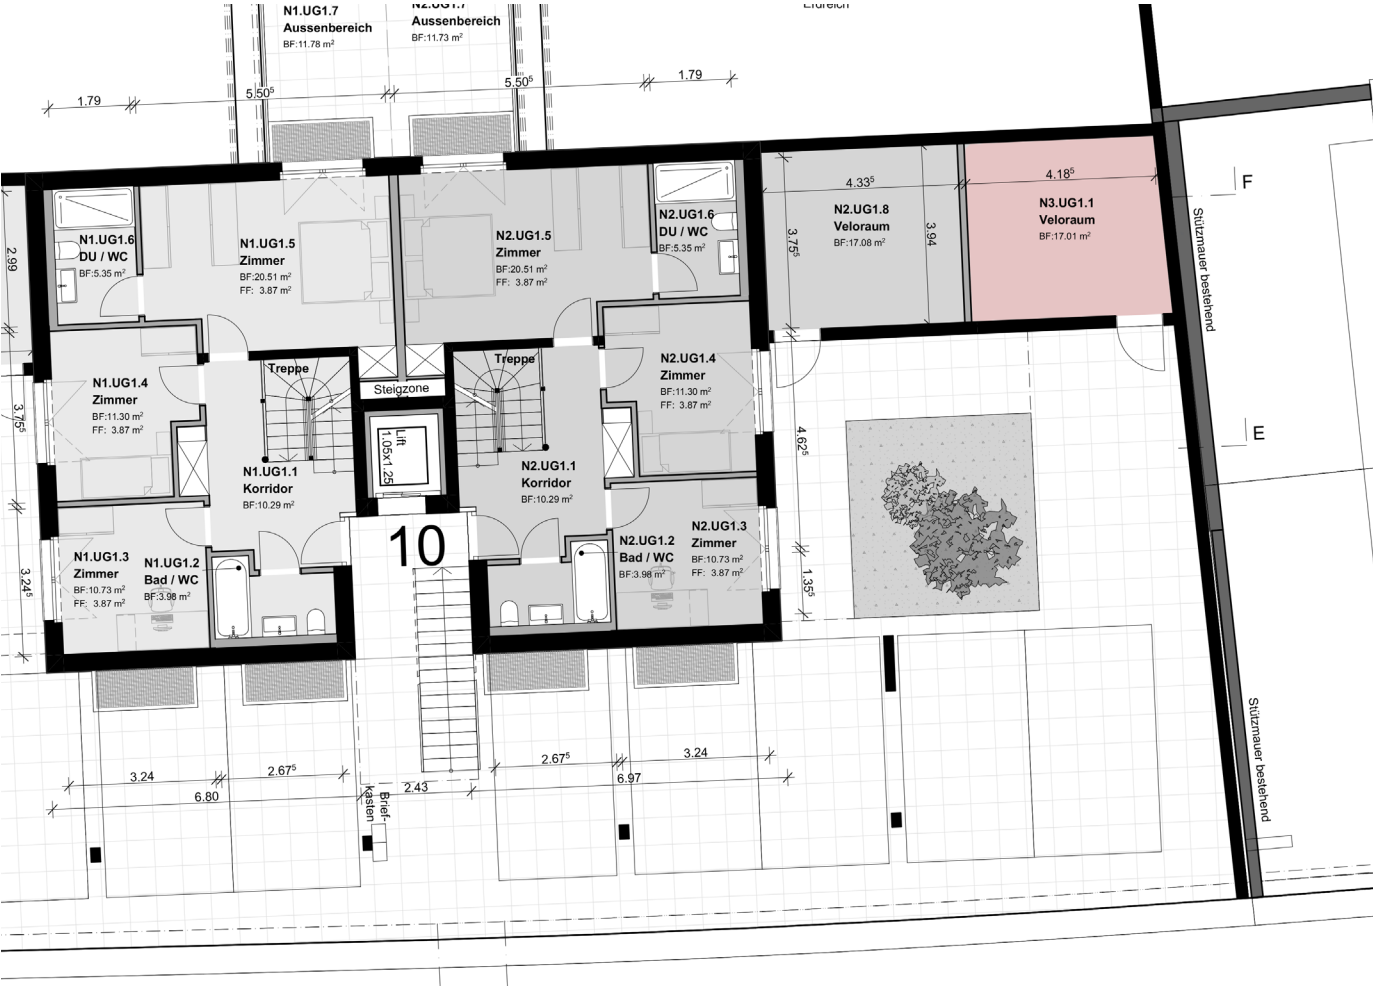 N1.UG1.7
Aussenbereich
BF:11.78 m²
N2.UG1.7
Aussenbereich
BF:11.73 m²
Erdreich
1.79
5.50⁵
5.50⁵
1.79
N1.UG1.6
DU / WC
BF:5.35 m²
N1.UG1.5
Zimmer
BF:20.51 m²
FF: 3.87 m²
N2.UG1.5
Zimmer
BF:20.51 m²
FF: 3.87 m²
N2.UG1.6
DU / WC
BF:5.35 m²
4.33⁵
N2.UG1.8
Veloraum
BF:17.08 m²
3.75⁵
3.94
4.18⁵
N3.UG1.1
Veloraum
BF:17.01 m²
F
Stützmauer bestehend
2.99
N1.UG1.4
Zimmer
BF:11.30 m²
FF: 3.87 m²
Treppe
Steigzone
Treppe
N2.UG1.4
Zimmer
BF:11.30 m²
FF: 3.87 m²
3.75⁵
Lift
1.05x1.25
4.62⁵
E
N1.UG1.1
Korridor
BF:10.29 m²
N2.UG1.1
Korridor
BF:10.29 m²
10
N1.UG1.3
Zimmer
BF:10.73 m²
FF: 3.87 m²
N1.UG1.2
Bad / WC
BF:3.98 m²
N2.UG1.2
Bad / WC
BF:3.98 m²
N2.UG1.3
Zimmer
BF:10.73 m²
FF: 3.87 m²
3.24⁵
1.35⁵
Stützmauer bestehend
3.24
2.67⁵
6.80
2.43
2.67⁵
3.24
6.97
Brief-
kasten